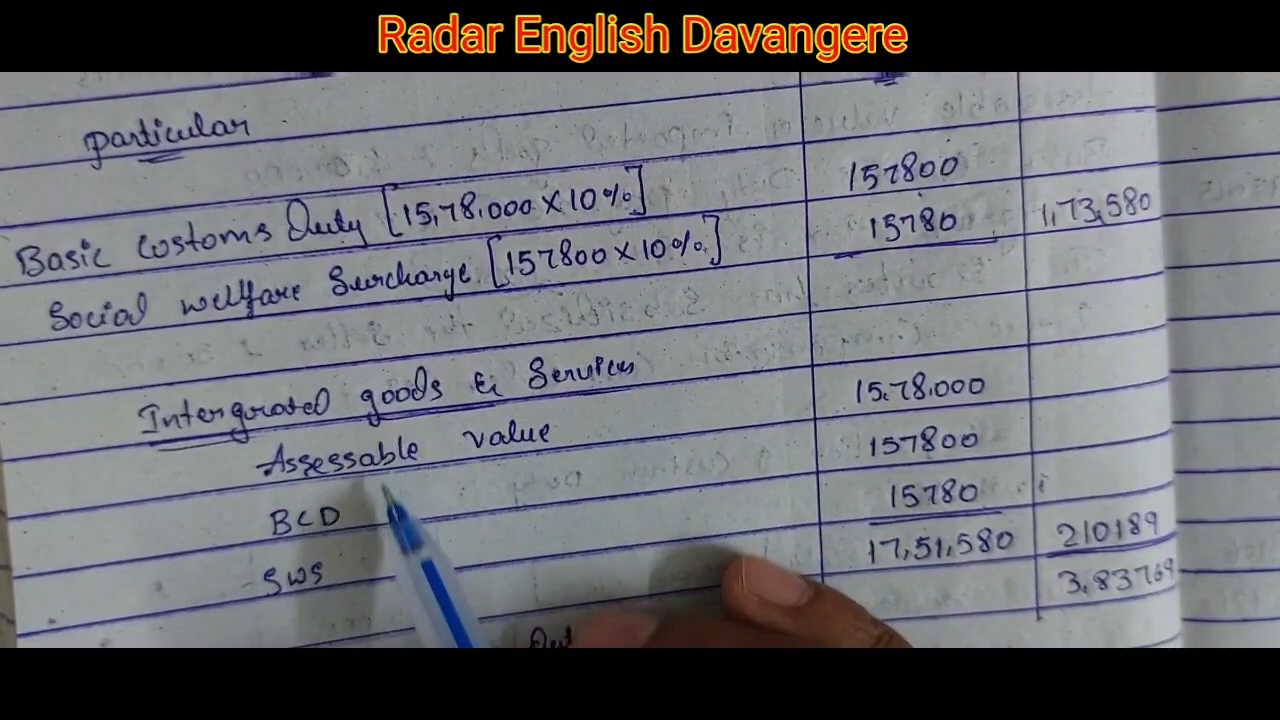 Radar English Davangere
particular
Basic Costoms Duty [15,78,000 × 10%] 157800
Social welfare Surcharge [157800 × 10%] 15780 1,73,580
Intergrated goods & Services
Assessable value 15,78,000
BCD 157800
SWS 15780
17,51,580 210189
3,83769